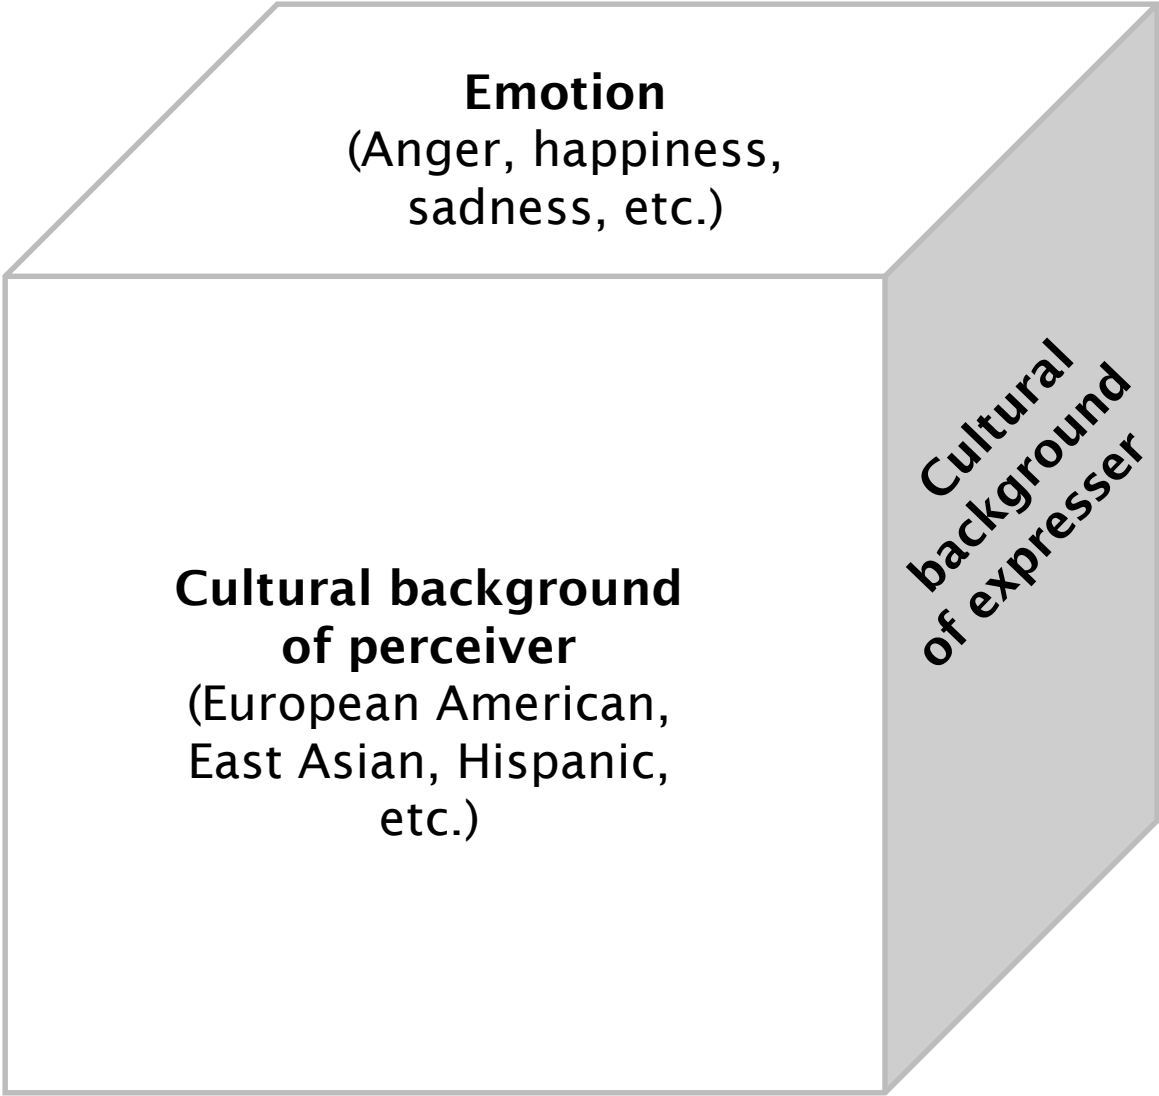 Emotion
(Anger, happiness,
sadness, etc.)
Cultural
background
of expresser
Cultural background
of perceiver
(European American,
East Asian, Hispanic,
etc.)